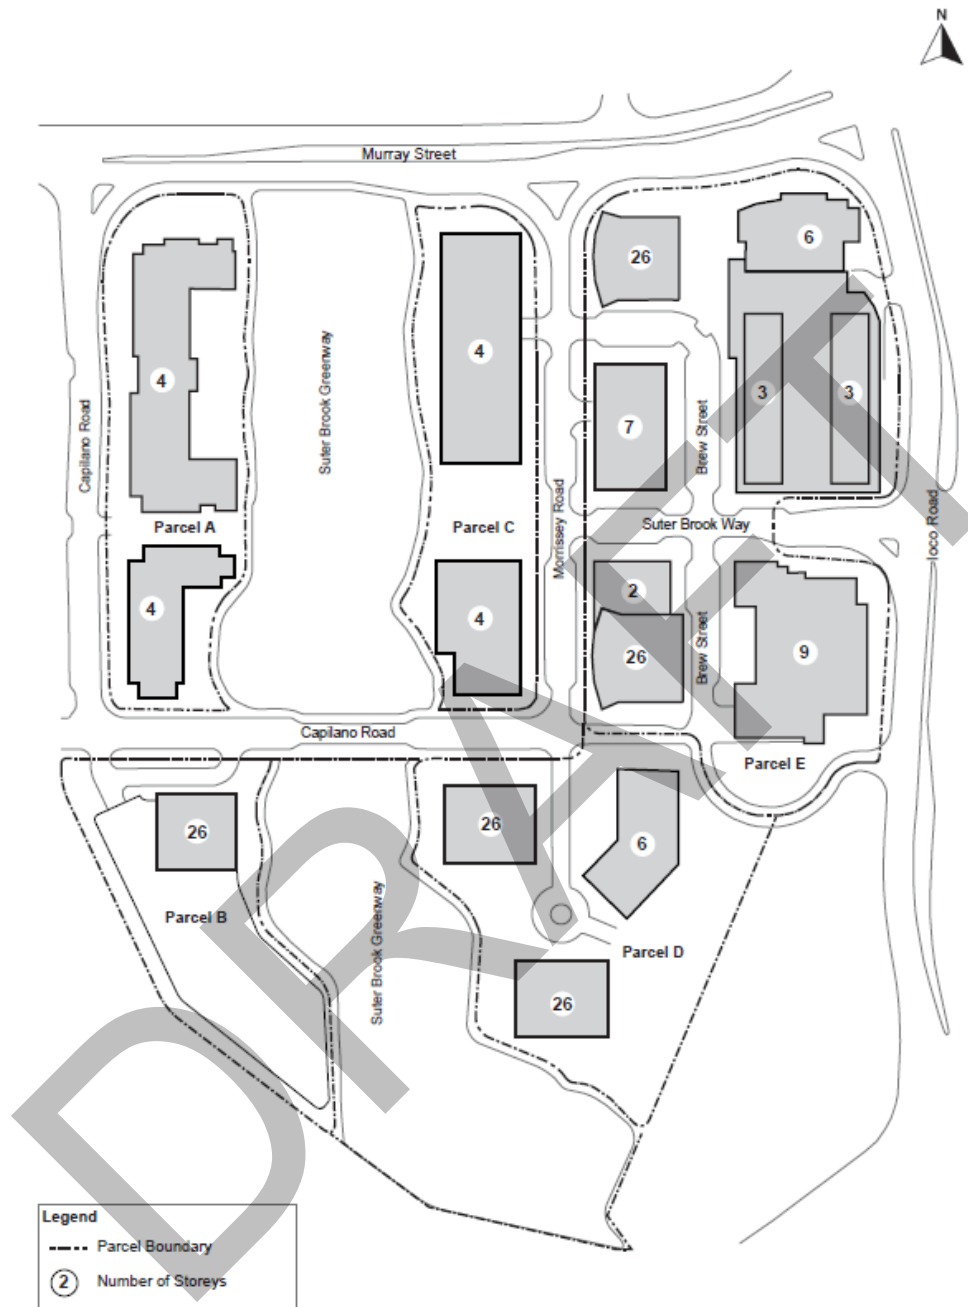 N
Murray Street
6
26
Suter Brook Greenway
4
4
Capilano Road
3
3
7
Brew Street
Parcel A
Parcel C
Morrissey Road
Suter Brook Way
Ioco Road
4
4
2
26
Brew Street
9
Capilano Road
Parcel E
26
26
6
Parcel B
Suter Brook Greenway
Parcel D
26
DRAFT
Legend
Parcel Boundary
2 Number of Storeys